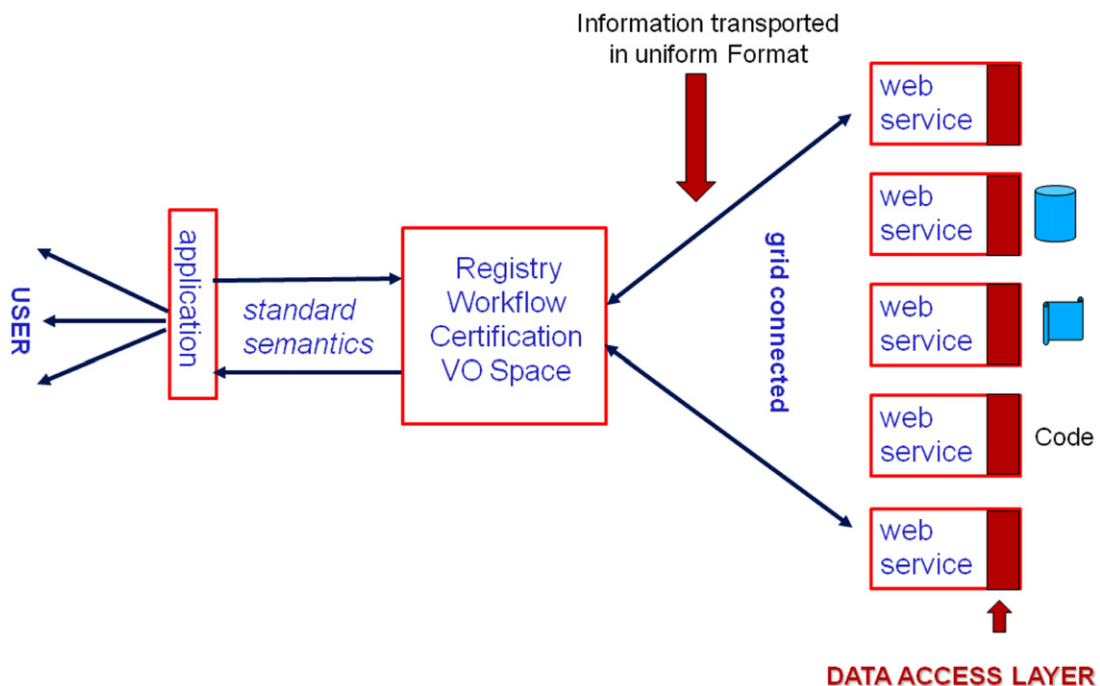 Information transported
in uniform Format
USER
application
standard
semantics
Registry
Workflow
Certification
VO Space
grid connected
web
service
web
service
web
service
web
service
Code
web
service
DATA ACCESS LAYER